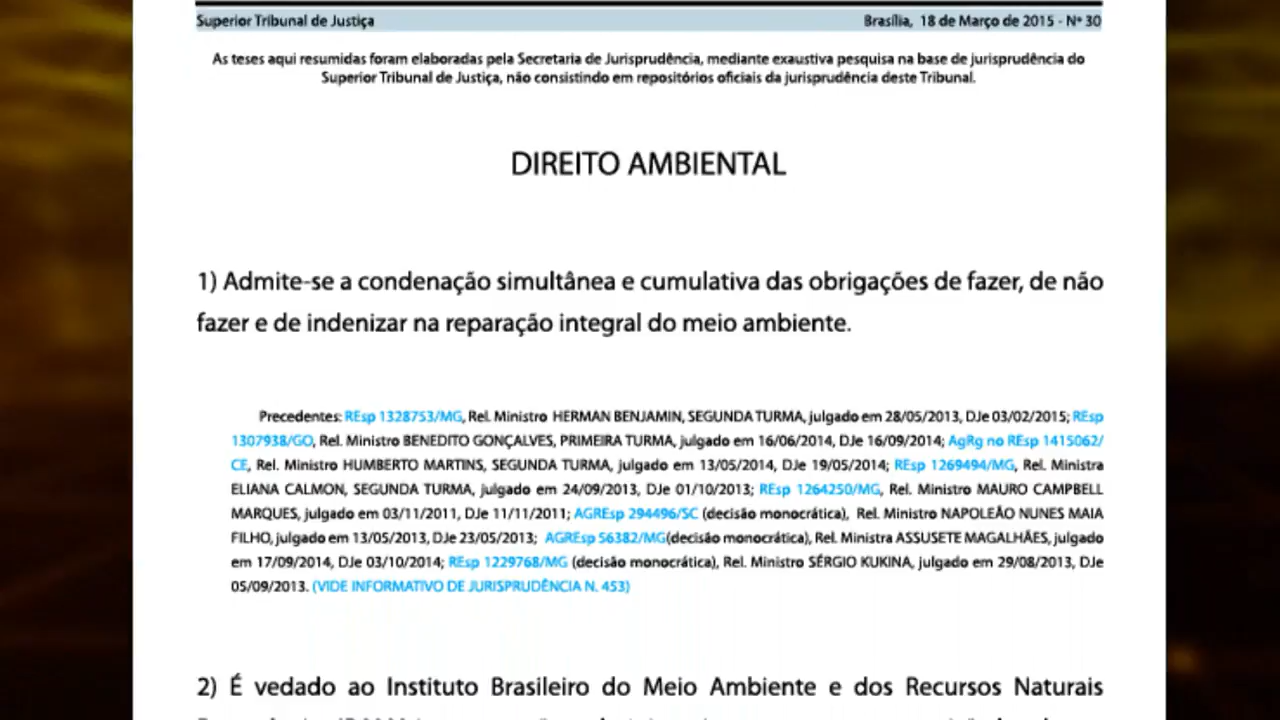 Superior Tribunal de Justiça
Brasília, 18 de Março de 2015 - Nº 30
As teses aqui resumidas foram elaboradas pela Secretaria de Jurisprudência, mediante exaustiva pesquisa na base de jurisprudência do
Superior Tribunal de Justiça, não consistindo em repositórios oficiais da jurisprudência deste Tribunal.
DIREITO AMBIENTAL
1) Admite-se a condenação simultânea e cumulativa das obrigações de fazer, de não
fazer e de indenizar na reparação integral do meio ambiente.
Precedentes: REsp 1328753/MG, Rel. Ministro HERMAN BENJAMIN, SEGUNDA TURMA, julgado em 28/05/2013, DJe 03/02/2015; REsp
1307938/GO, Rel. Ministro BENEDITO GONÇALVES, PRIMEIRA TURMA, julgado em 16/06/2014, DJe 16/09/2014; AgRg no REsp 1415062/
CE, Rel. Ministro HUMBERTO MARTINS, SEGUNDA TURMA, julgado em 13/05/2014, DJe 19/05/2014; REsp 1269494/MG, Rel. Ministra
ELIANA CALMON, SEGUNDA TURMA, julgado em 24/09/2013, DJe 01/10/2013; REsp 1264250/MG, Rel. Ministro MAURO CAMPBELL
MARQUES, julgado em 03/11/2011, DJe 11/11/2011; AGREsp 294496/SC (decisão monocrática), Rel. Ministro NAPOLEÃO NUNES MAIA
FILHO, julgado em 13/05/2013, DJe 23/05/2013; AGREsp 56382/MG(decisão monocrática), Rel. Ministra ASSUSETE MAGALHÃES, julgado
em 17/09/2014, DJe 03/10/2014; REsp 1229768/MG (decisão monocrática), Rel. Ministro SÉRGIO KUKINA, julgado em 29/08/2013, DJe
05/09/2013. (VIDE INFORMATIVO DE JURISPRUDÊNCIA N. 453)
2) É vedado ao Instituto Brasileiro do Meio Ambiente e dos Recursos Naturais